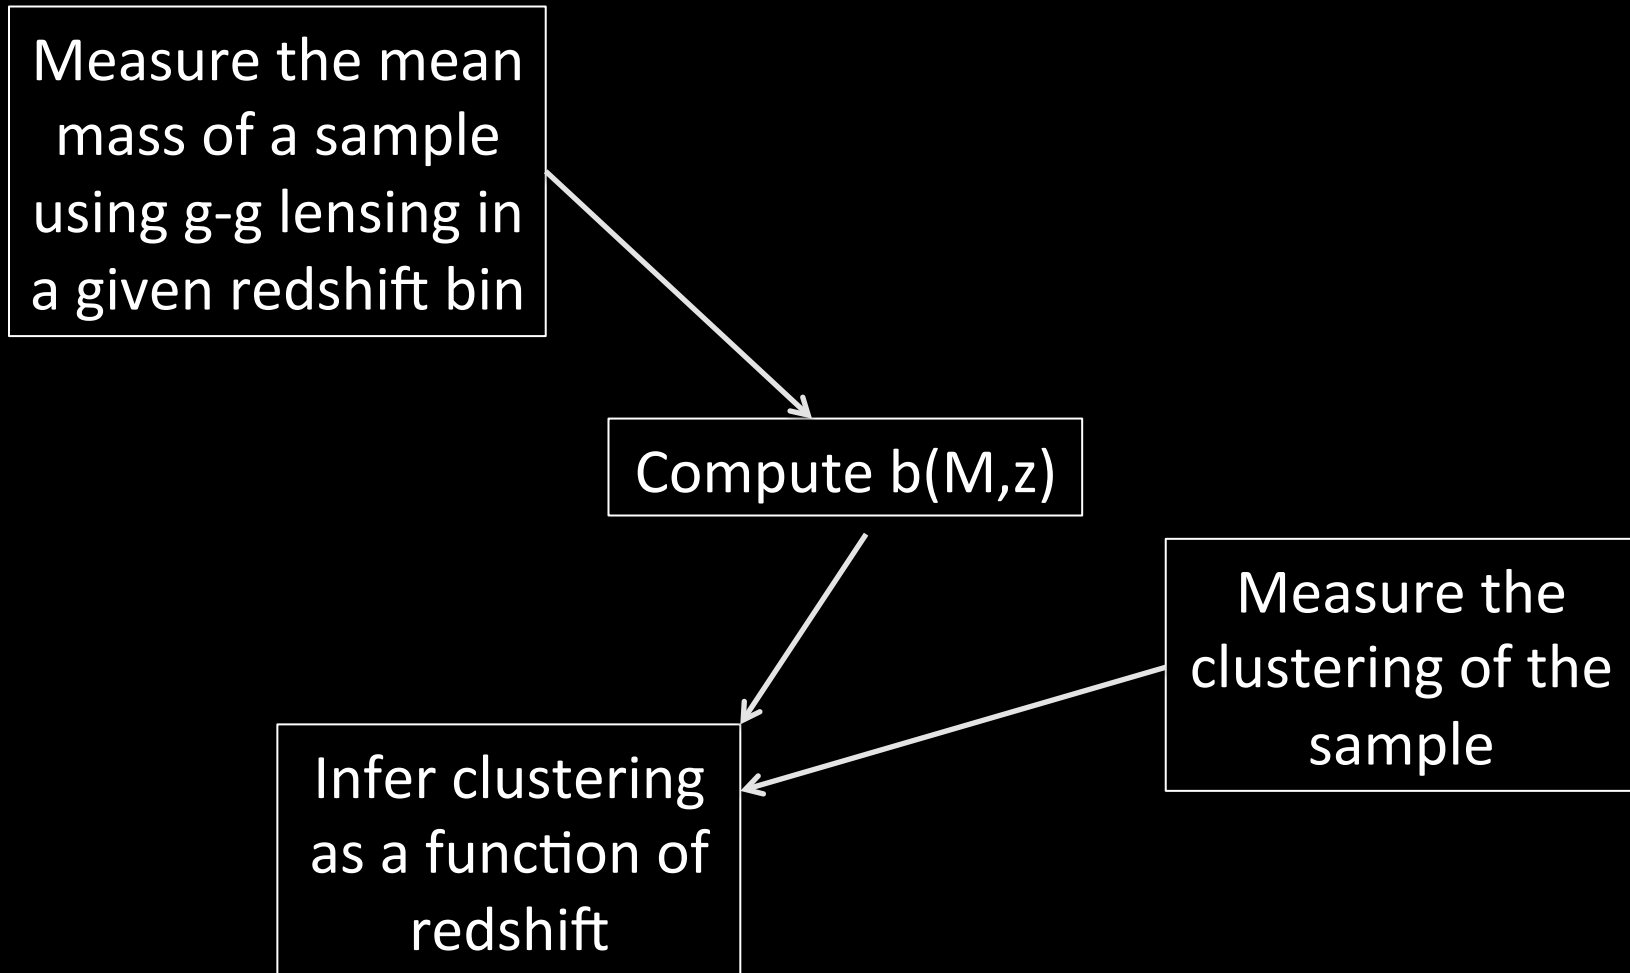 Measure the mean
mass of a sample
using g-g lensing in
a given redshift bin
Compute b(M,z)
Measure the
clustering of the
sample
Infer clustering
as a function of
redshift